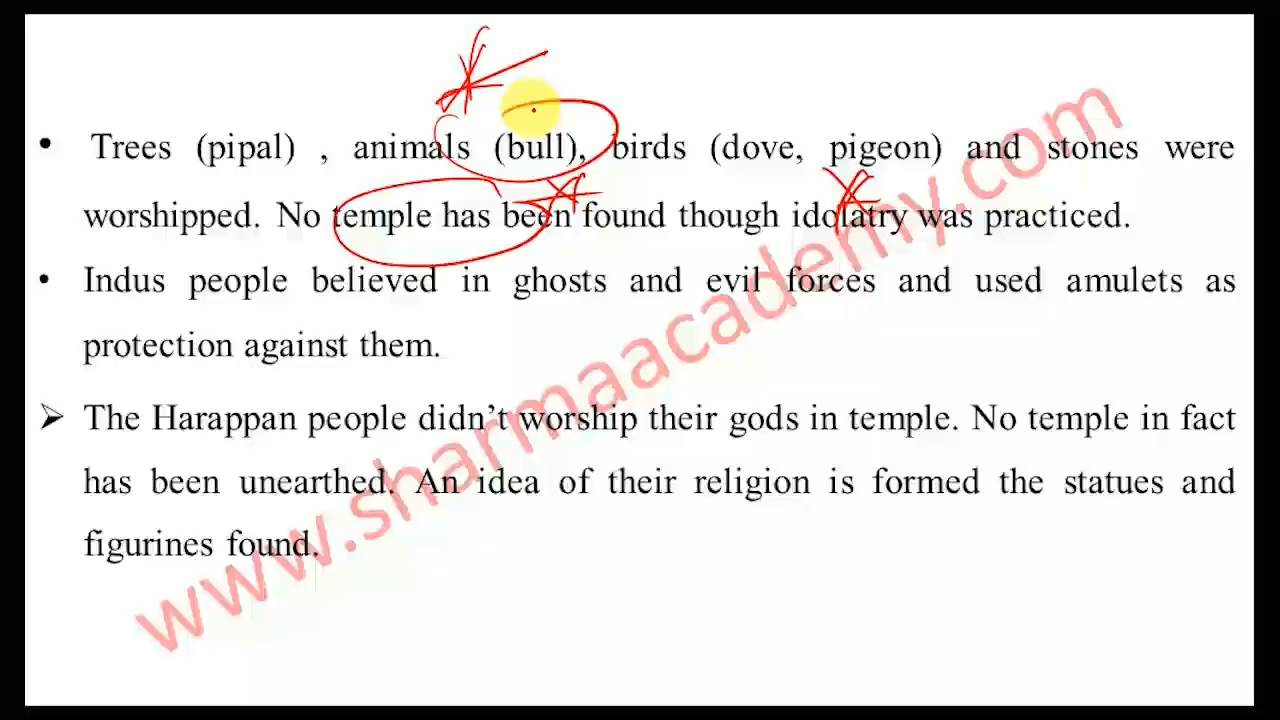 • Trees (pipal) , animals (bull), birds (dove, pigeon) and stones were
worshipped. No temple has been found though idolatry was practiced.
• Indus people believed in ghosts and evil forces and used amulets as
protection against them.
➢ The Harappan people didn’t worship their gods in temple. No temple in fact
has been unearthed. An idea of their religion is formed the statues and
figurines found.
www.sharmaacademy.com